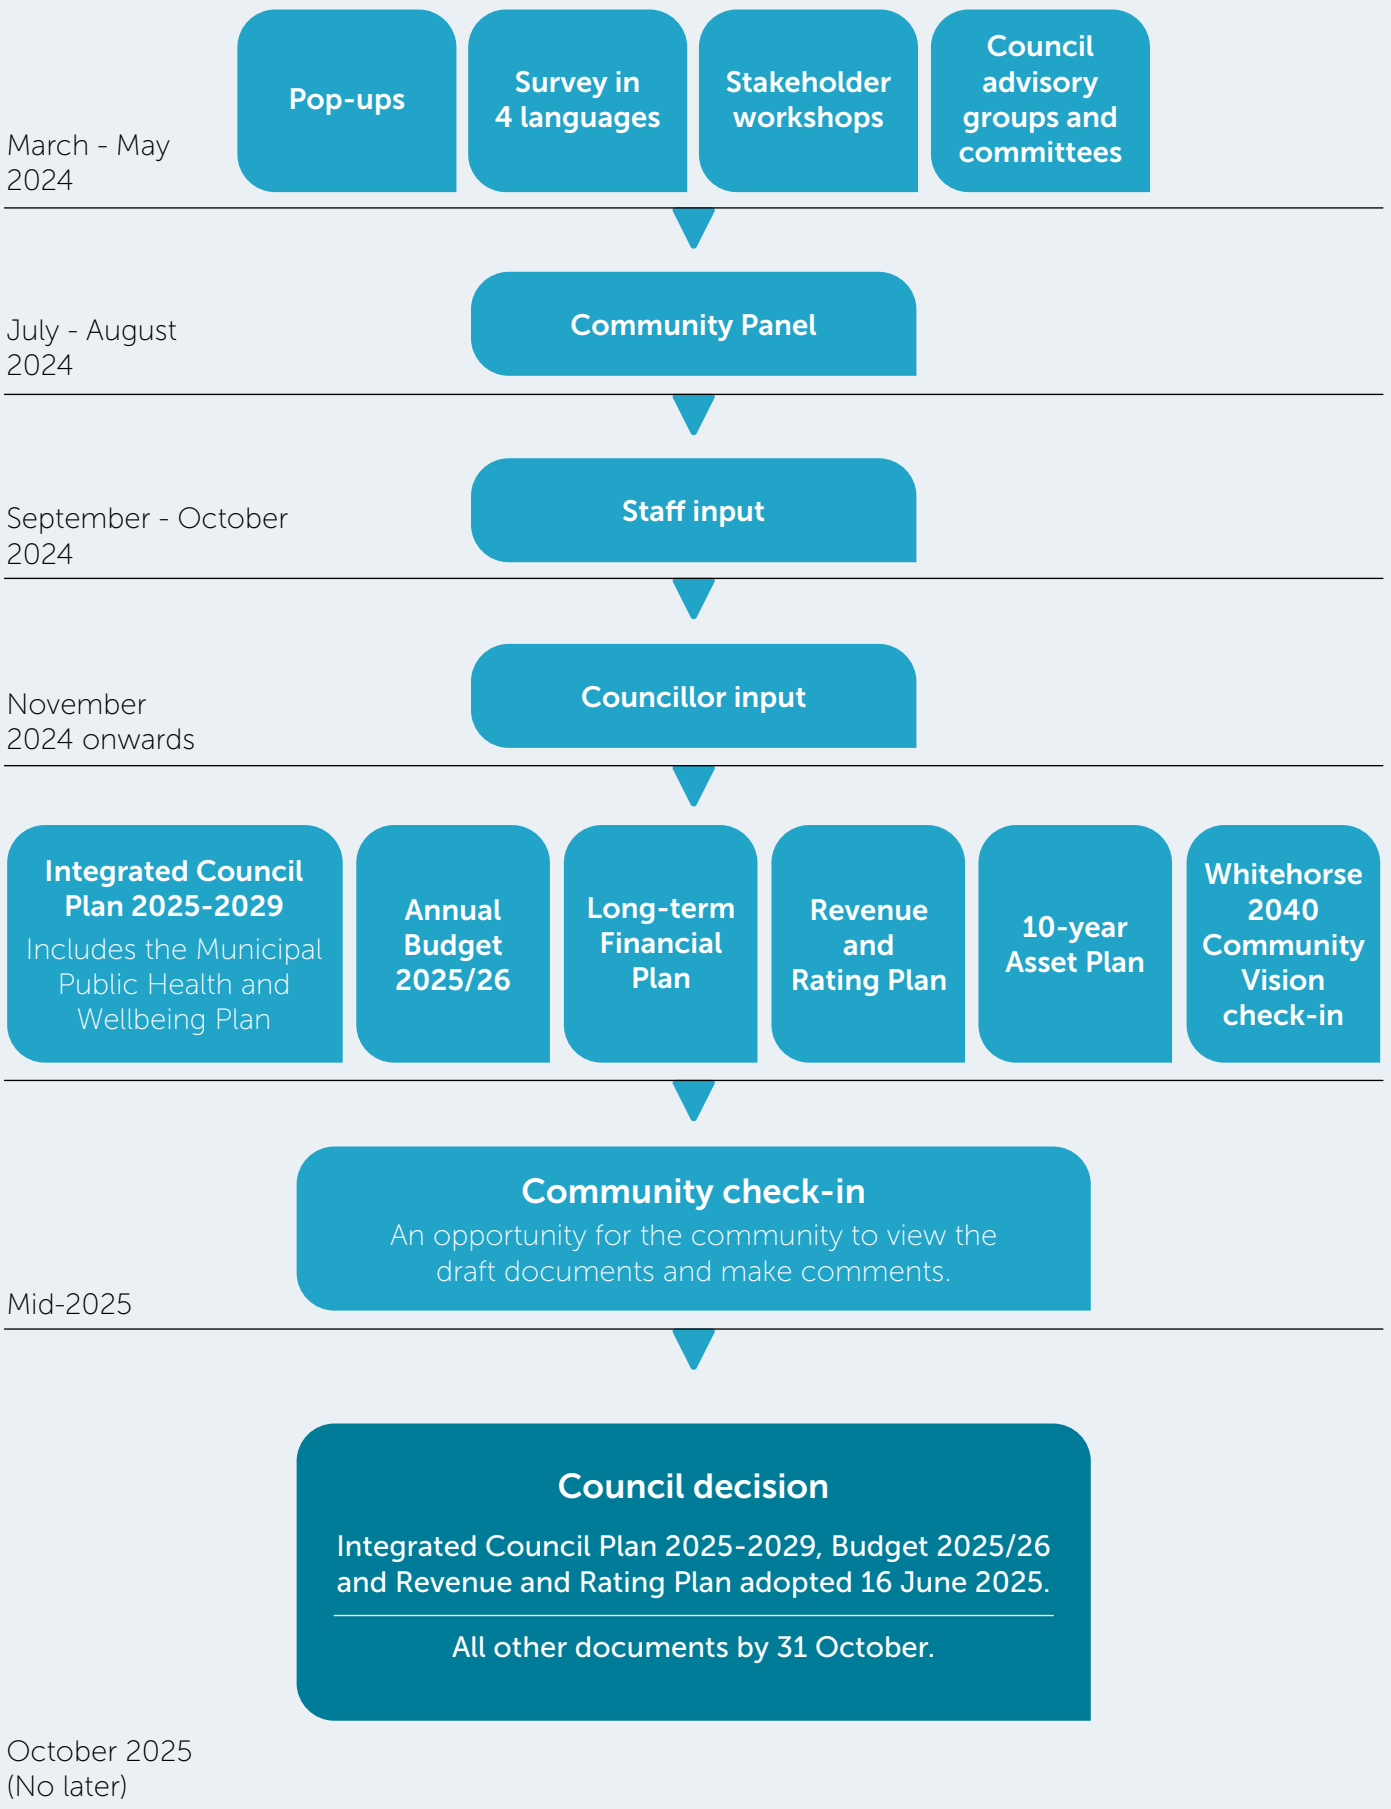 Pop-ups
Survey in
4 languages
Stakeholder
workshops
Council
advisory
groups and
committees
March - May
2024
Community Panel
July - August
2024
Staff input
September - October
2024
Councillor input
November
2024 onwards
Integrated Council
Plan 2025-2029
Includes the Municipal
Public Health and
Wellbeing Plan
Annual
Budget
2025/26
Long-term
Financial
Plan
Revenue
and
Rating Plan
10-year
Asset Plan
Whitehorse
2040
Community
Vision
check-in
Community check-in
An opportunity for the community to view the
draft documents and make comments.
Mid-2025
Council decision
Integrated Council Plan 2025-2029, Budget 2025/26
and Revenue and Rating Plan adopted 16 June 2025.
All other documents by 31 October.
October 2025
(No later)